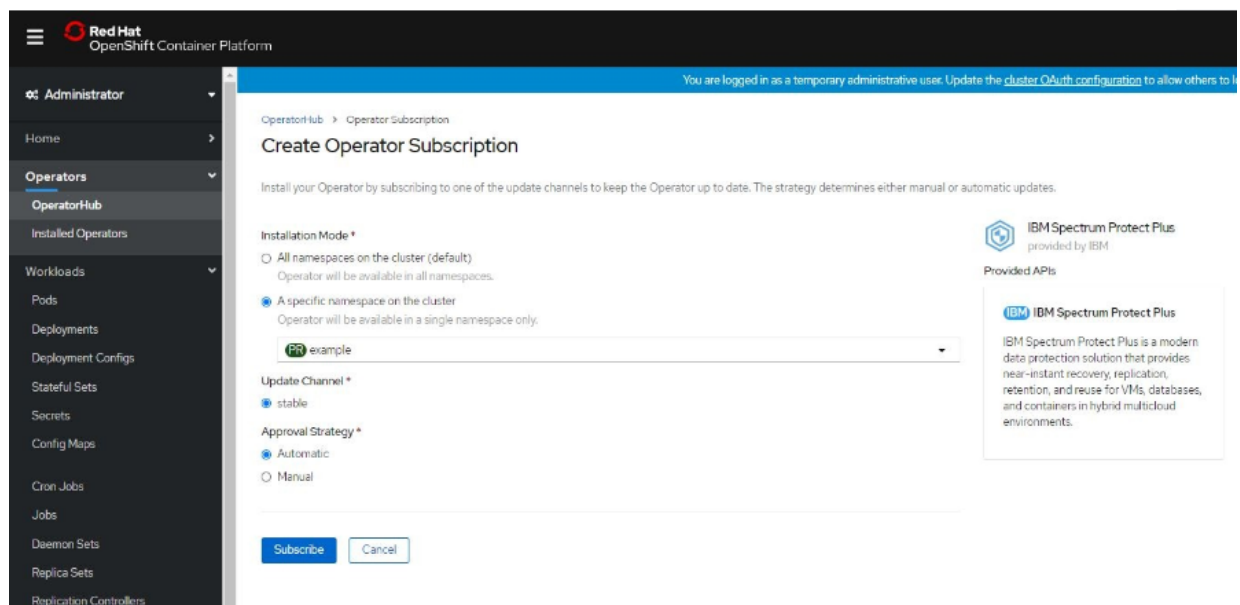 Red Hat
OpenShift Container Platform
You are logged in as a temporary administrative user. Update the cluster OAuth configuration to allow others to
Administrator
Home
Operators
OperatorHub
Installed Operators
Workloads
Pods
Deployments
Deployment Configs
Stateful Sets
Secrets
Config Maps
Cron Jobs
Jobs
Daemon Sets
Replica Sets
Replication Controllers
OperatorHub > Operator Subscription
Create Operator Subscription
Install your Operator by subscribing to one of the update channels to keep the Operator up to date. The strategy determines either manual or automatic updates.
Installation Mode *
All namespaces on the cluster (default)
Operator will be available in all namespaces.
A specific namespace on the cluster
Operator will be available in a single namespace only.
PR example
Update Channel *
stable
Approval Strategy *
Automatic
Manual
Subscribe Cancel
IBM Spectrum Protect Plus
provided by IBM
Provided APIs
IBM IBM Spectrum Protect Plus
IBM Spectrum Protect Plus is a modern
data protection solution that provides
near-instant recovery, replication,
retention, and reuse for VMs, databases,
and containers in hybrid multicloud
environments.